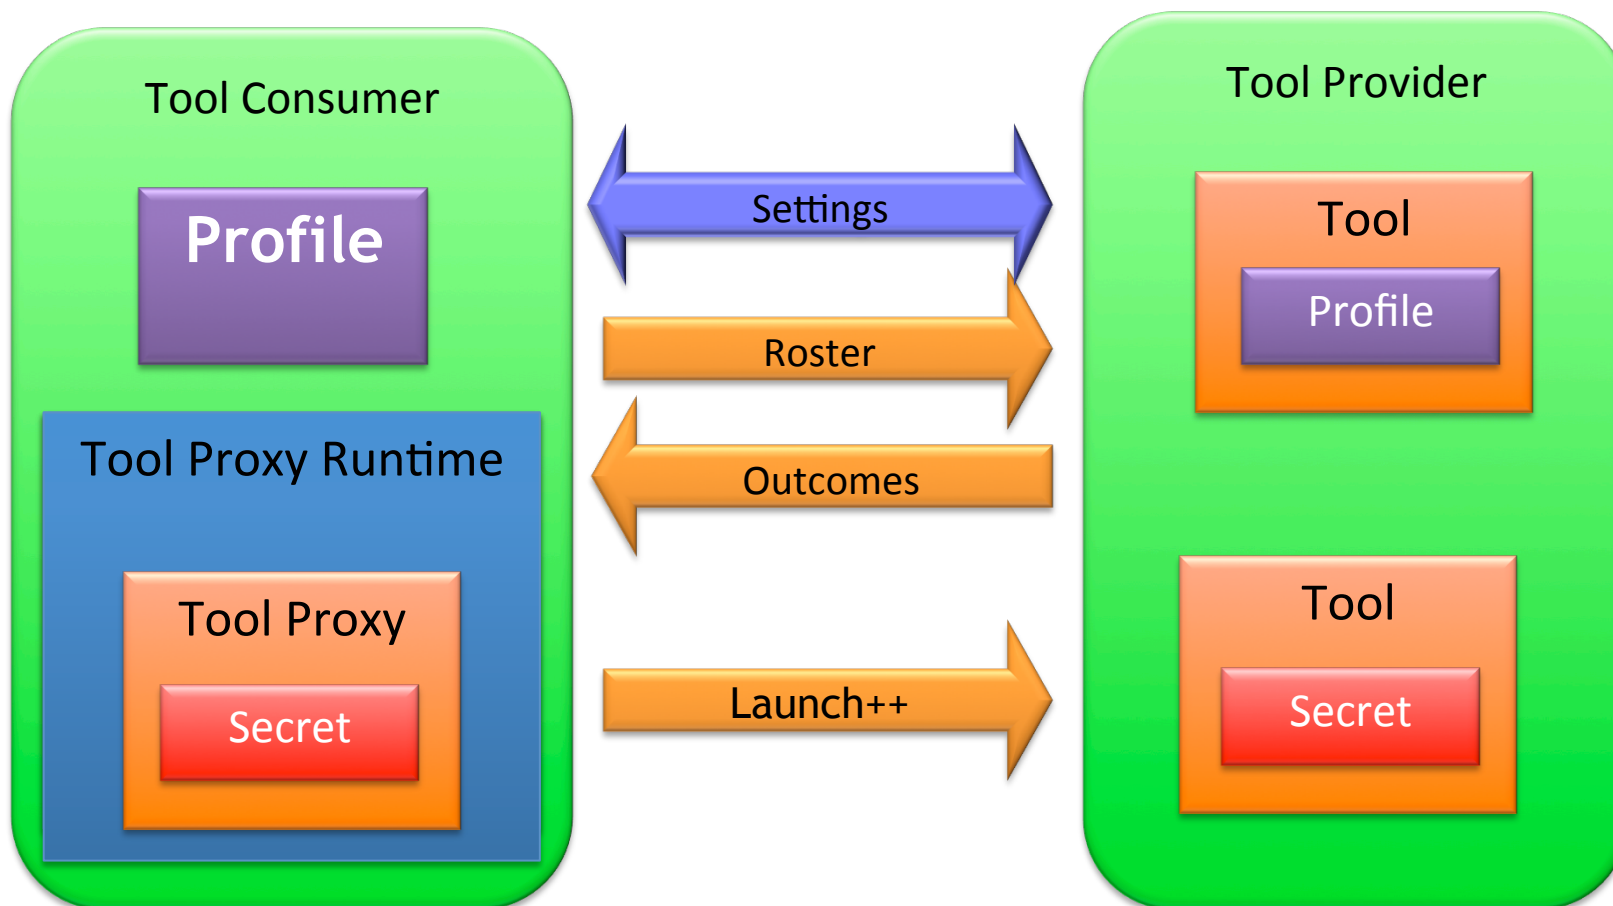 Tool Consumer
Profile
Tool Proxy Runtime
Tool Proxy
Secret
Settings
Roster
Outcomes
Launch++
Tool Provider
Tool
Profile
Tool
Secret